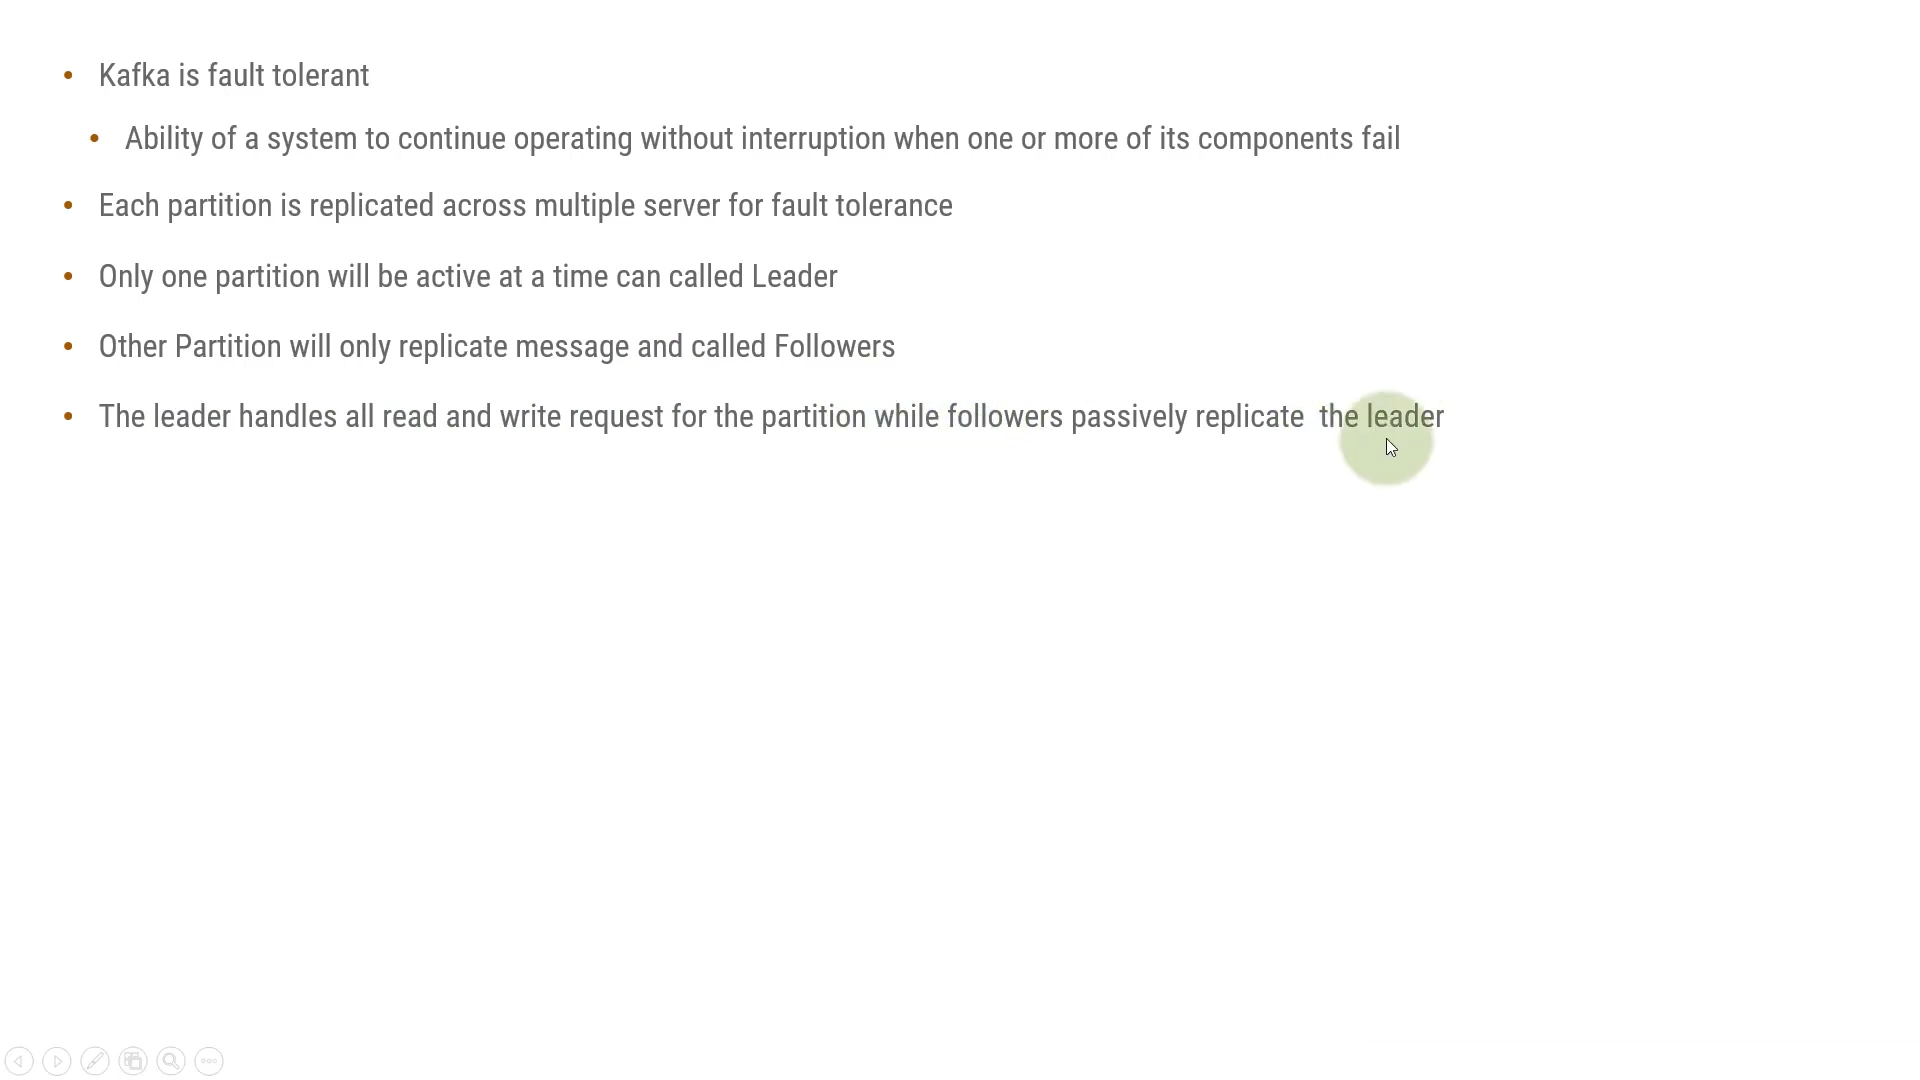 • Kafka is fault tolerant
• Ability of a system to continue operating without interruption when one or more of its components fail
• Each partition is replicated across multiple server for fault tolerance
• Only one partition will be active at a time can called Leader
• Other Partition will only replicate message and called Followers
• The leader handles all read and write request for the partition while followers passively replicate  the leader